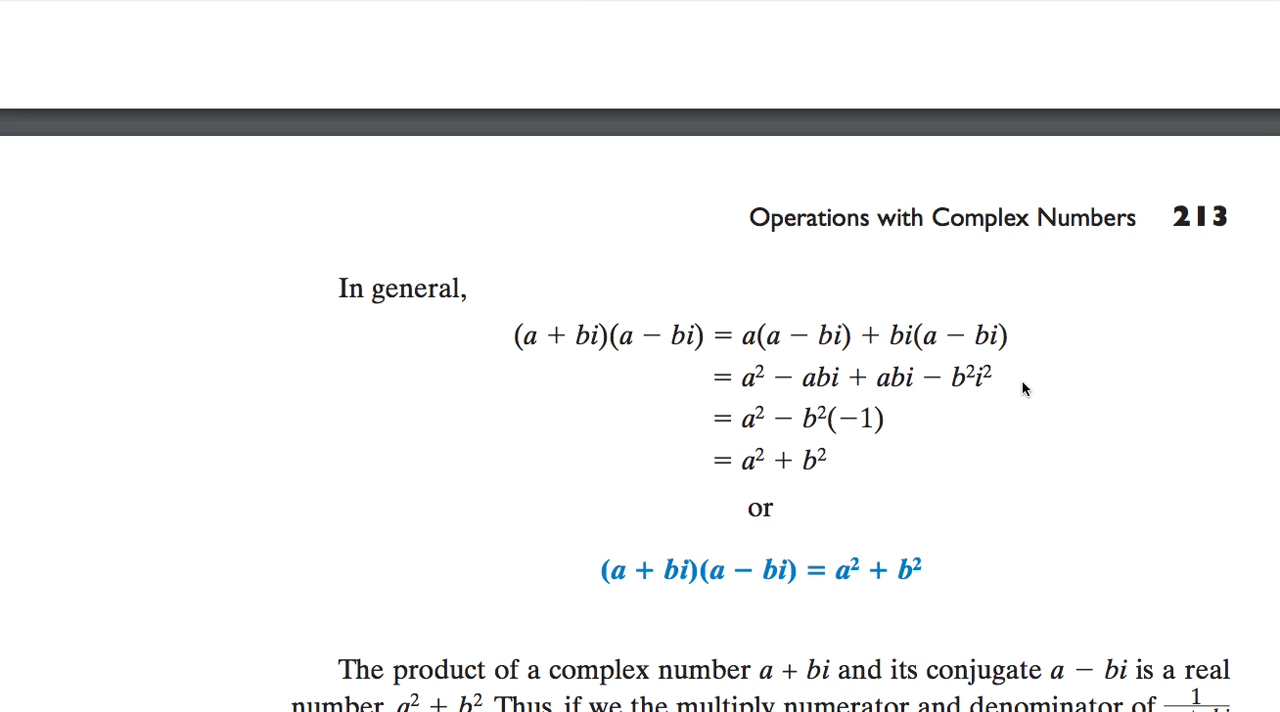 Operations with Complex Numbers 213
In general,
(a + bi)(a − bi) = a(a − bi) + bi(a − bi)
= a² − abi + abi − b²i²
= a² − b²(−1)
= a² + b²
or
(a + bi)(a − bi) = a² + b²
The product of a complex number a + bi and its conjugate a − bi is a real
number, a² + b². Thus, if we the multiply numerator and denominator of 1